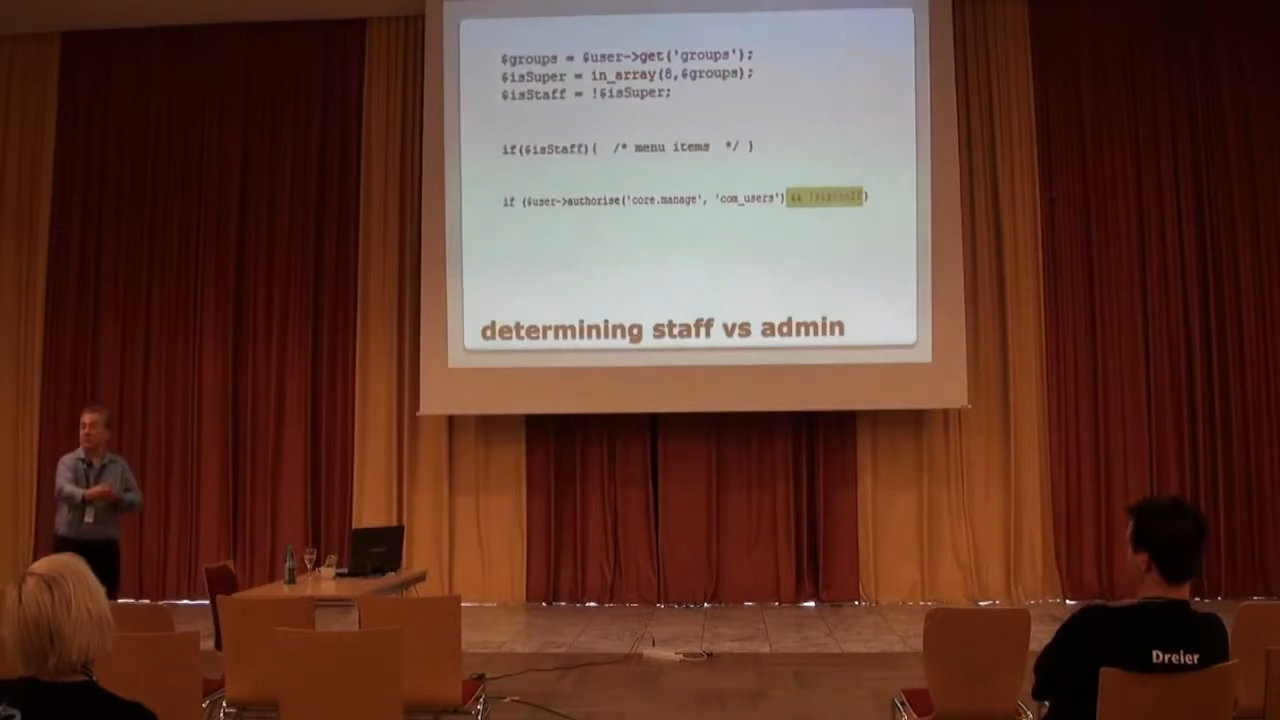 $groups = $user->get('groups');
$isSuper = in_array(8,$groups);
$isStaff = !$isSuper;
if($isStaff){ /* menu items */ }
if ($user->authorise('core.manage', 'com_users') && !$isStaff)
determining staff vs admin
Dreier